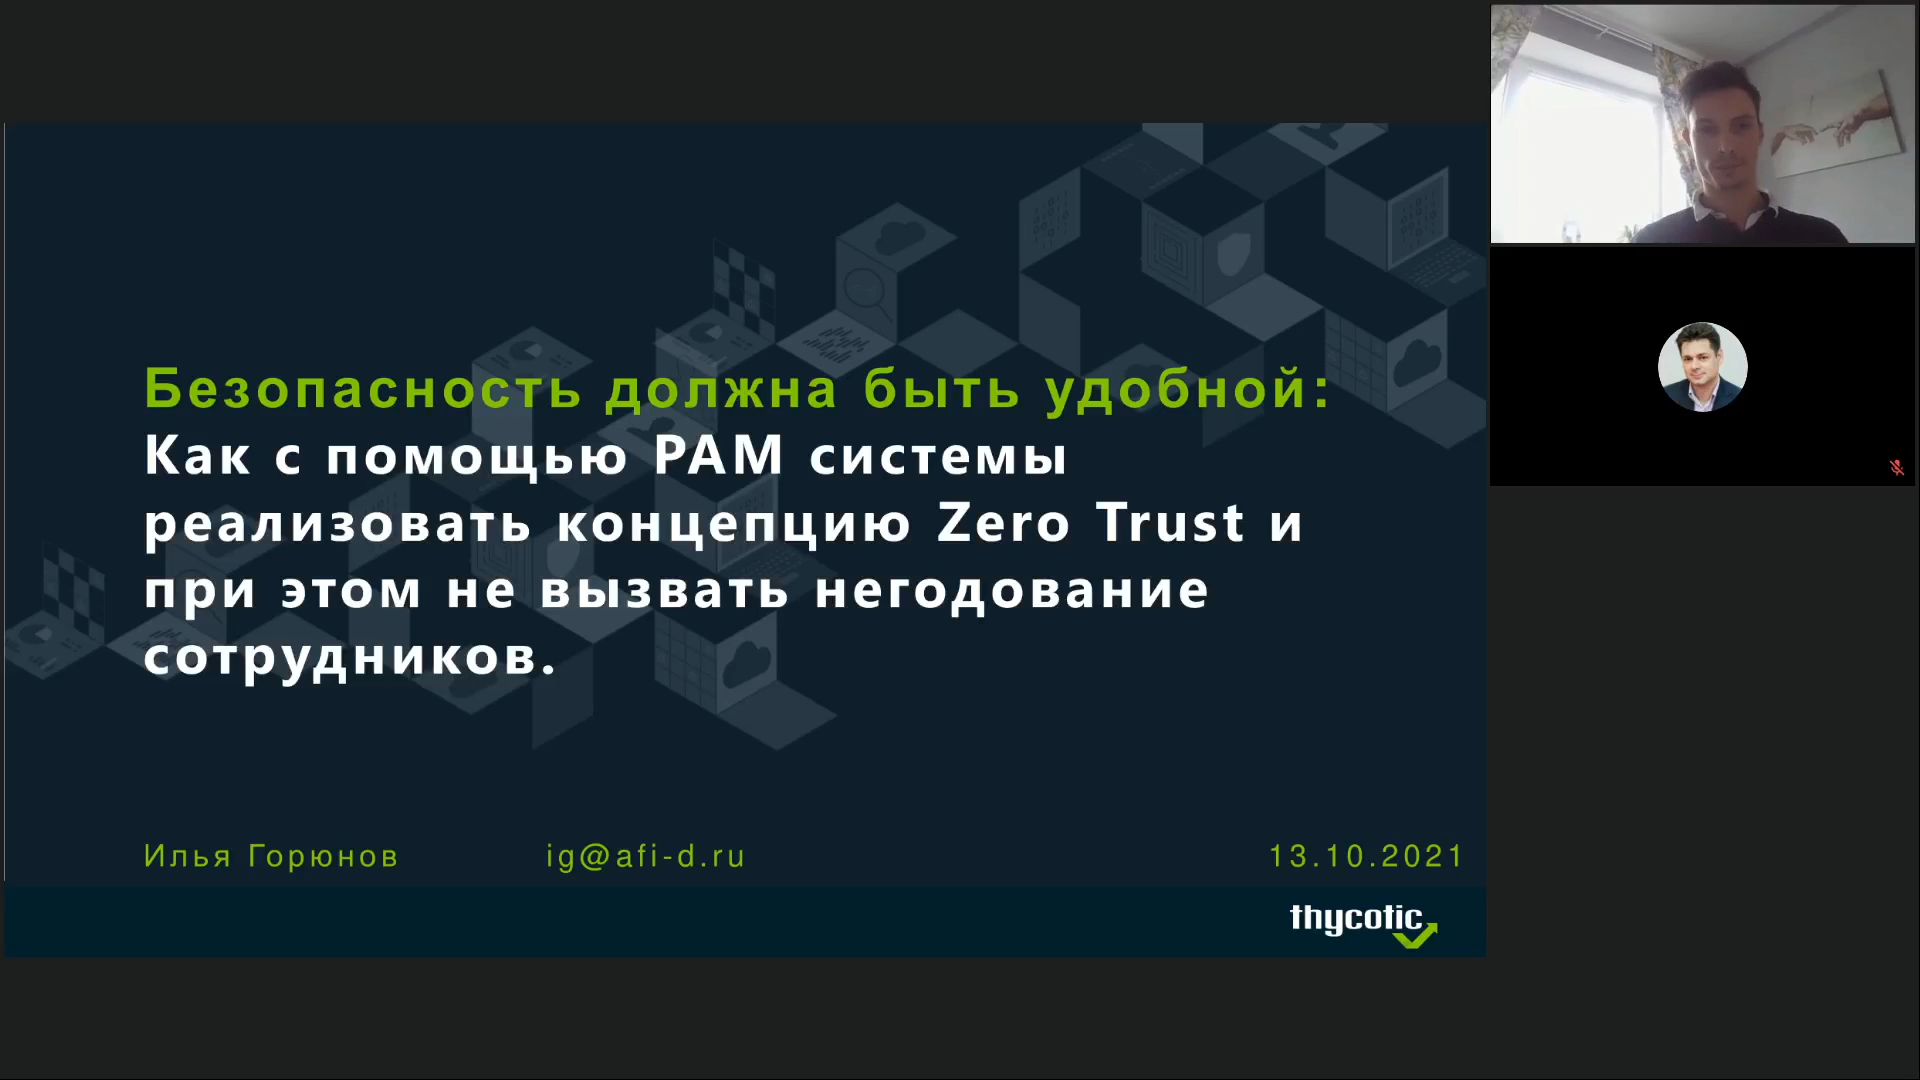 Безопасность должна быть удобной:
Как с помощью PAM системы
реализовать концепцию Zero Trust и
при этом не вызвать негодование
сотрудников.
Илья Горюнов ig@afi-d.ru 13.10.2021
thycotic